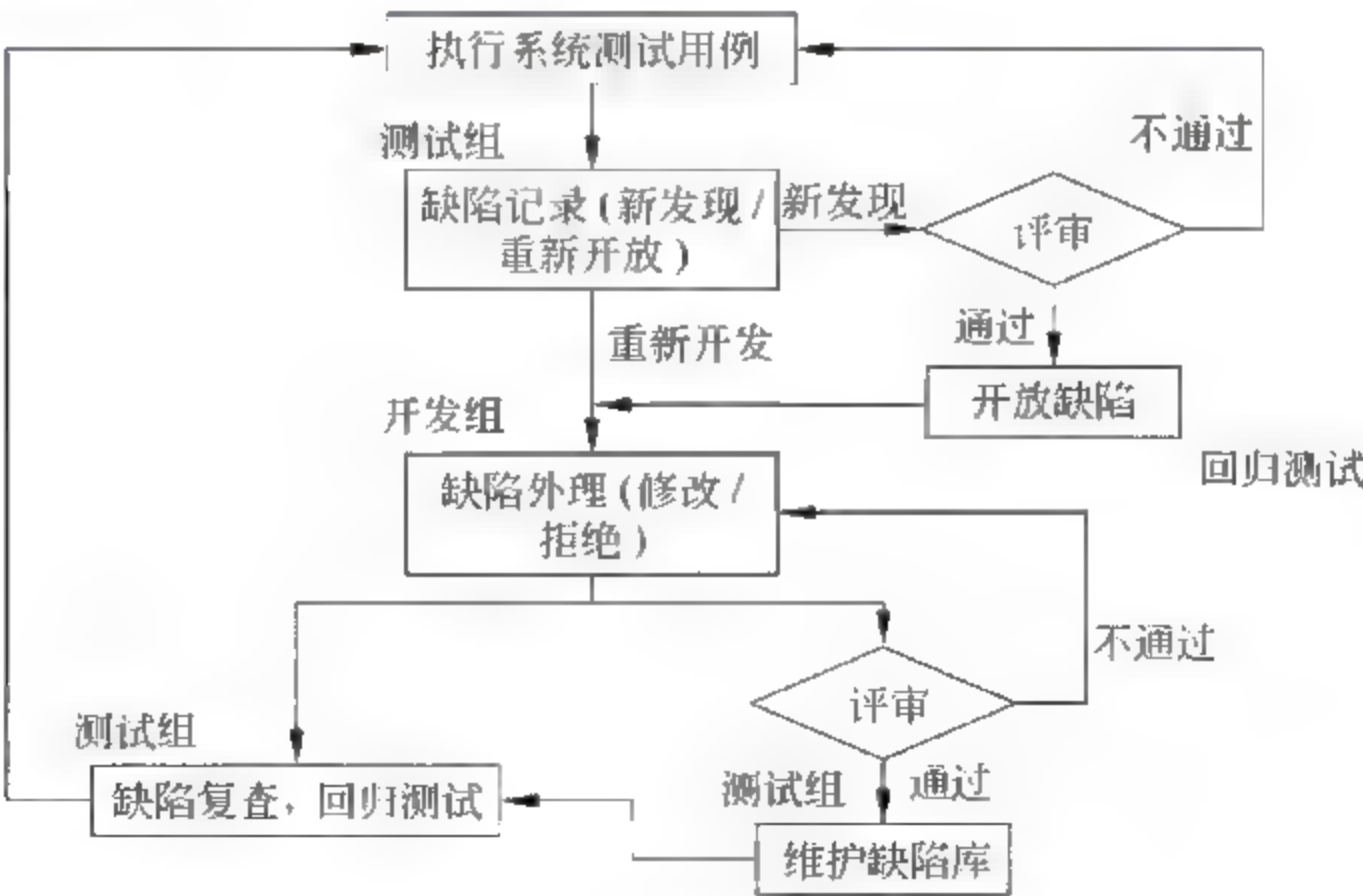 执行系统测试用例
不通过
测试组
缺陷记录(新发现/
重新开放)
新发现
评审
通过
重新开发
开放缺陷
开发组
回归测试
缺陷外理(修改/
拒绝)
不通过
评审
测试组
缺陷复查，回归测试
测试组
通过
维护缺陷库